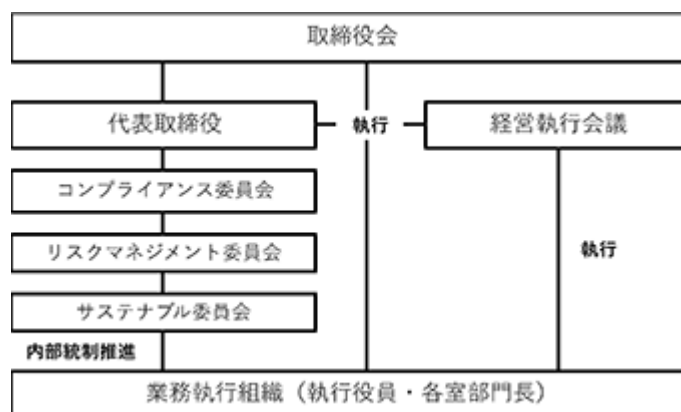 取締役会
代表取締役
執行
経営執行会議
コンプライアンス委員会
リスクマネジメント委員会
執行
サステナブル委員会
内部統制推進
業務執行組織（執行役員・各室部門長）